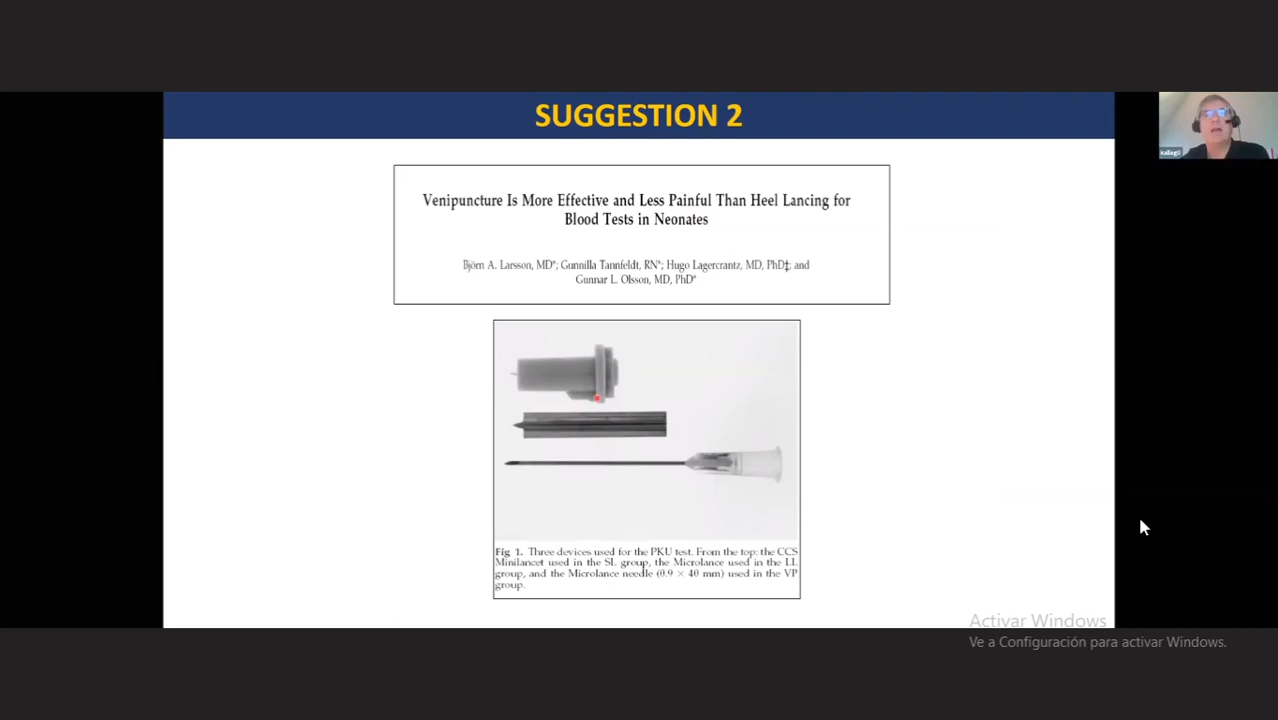 SUGGESTION 2
Venipuncture Is More Effective and Less Painful Than Heel Lancing for
Blood Tests in Neonates
Björn A. Larsson, MD*; Gunnilla Tannfeldt, RN*; Hugo Lagercrantz, MD, PhD‡; and
Gunnar L. Olsson, MD, PhD*
Fig 1. Three devices used for the PKU test. From the top: the CCS
Minilancet used in the SL group, the Microlance used in the LL
group, and the Microlance needle (0.9 × 40 mm) used in the VP
group.
Activar Windows
Ve a Configuración para activar Windows.